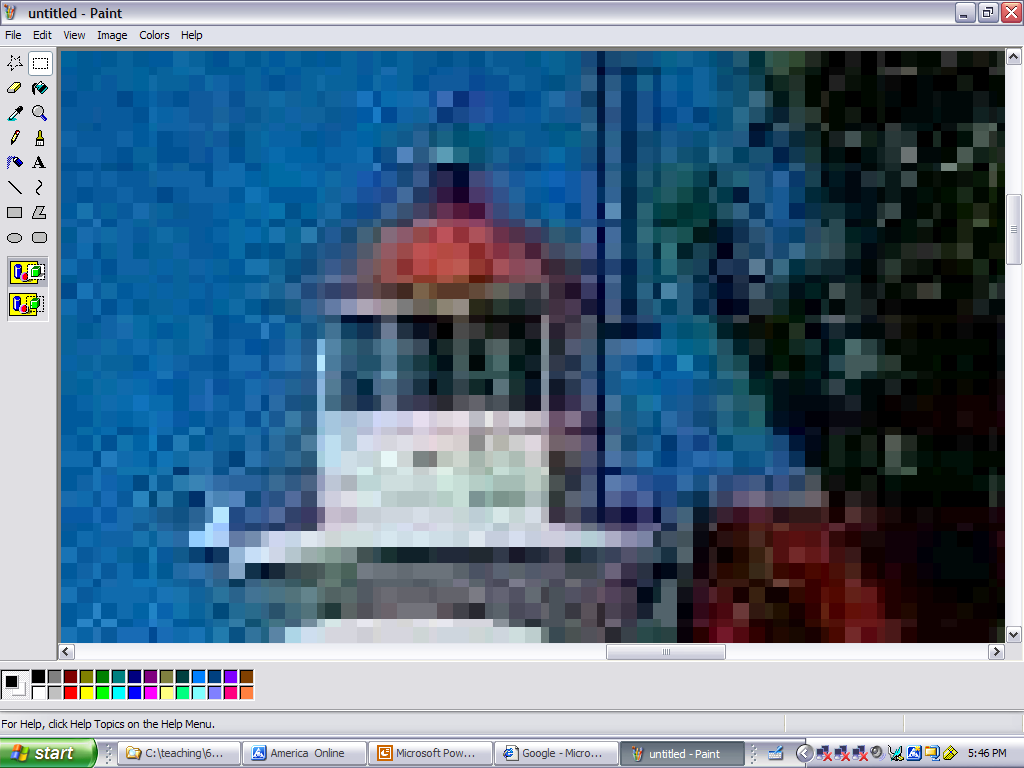 untitled - Paint
File Edit View Image Colors Help
A
For Help, click Help Topics on the Help Menu.
start C:\teaching\6... America Online Microsoft Pow... Google - Micro... untitled - Paint 5:46 PM